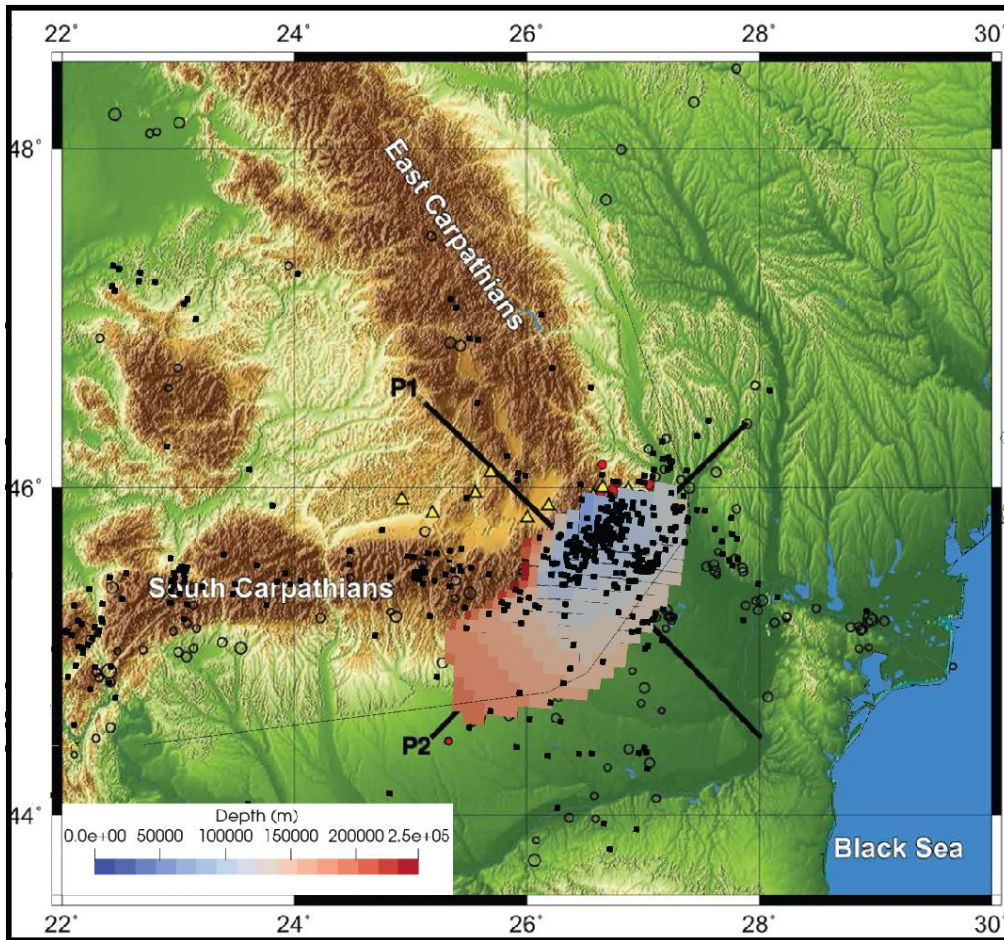 22˚ 24˚ 26˚ 28˚ 30˚
48˚
East Carpathians
P1
46˚
South Carpathians
P2
44˚
Depth (m)
0.0e+00 50000 100000 150000 200000 2.5e+05
Black Sea
22˚ 24˚ 26˚ 28˚ 30˚